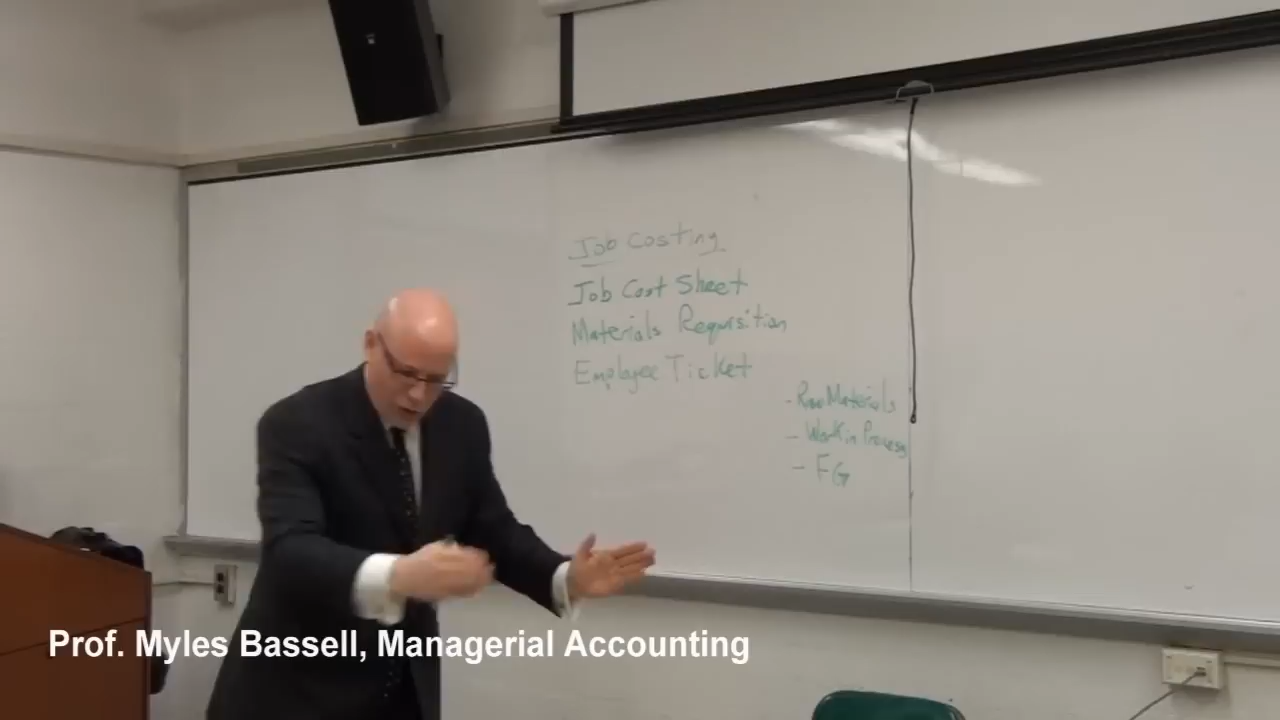 Job Costing
Job Cost Sheet
Materials Requisition
Employee Ticket
- Raw Materials
- Work in Process
- FG
Prof. Myles Bassell, Managerial Accounting